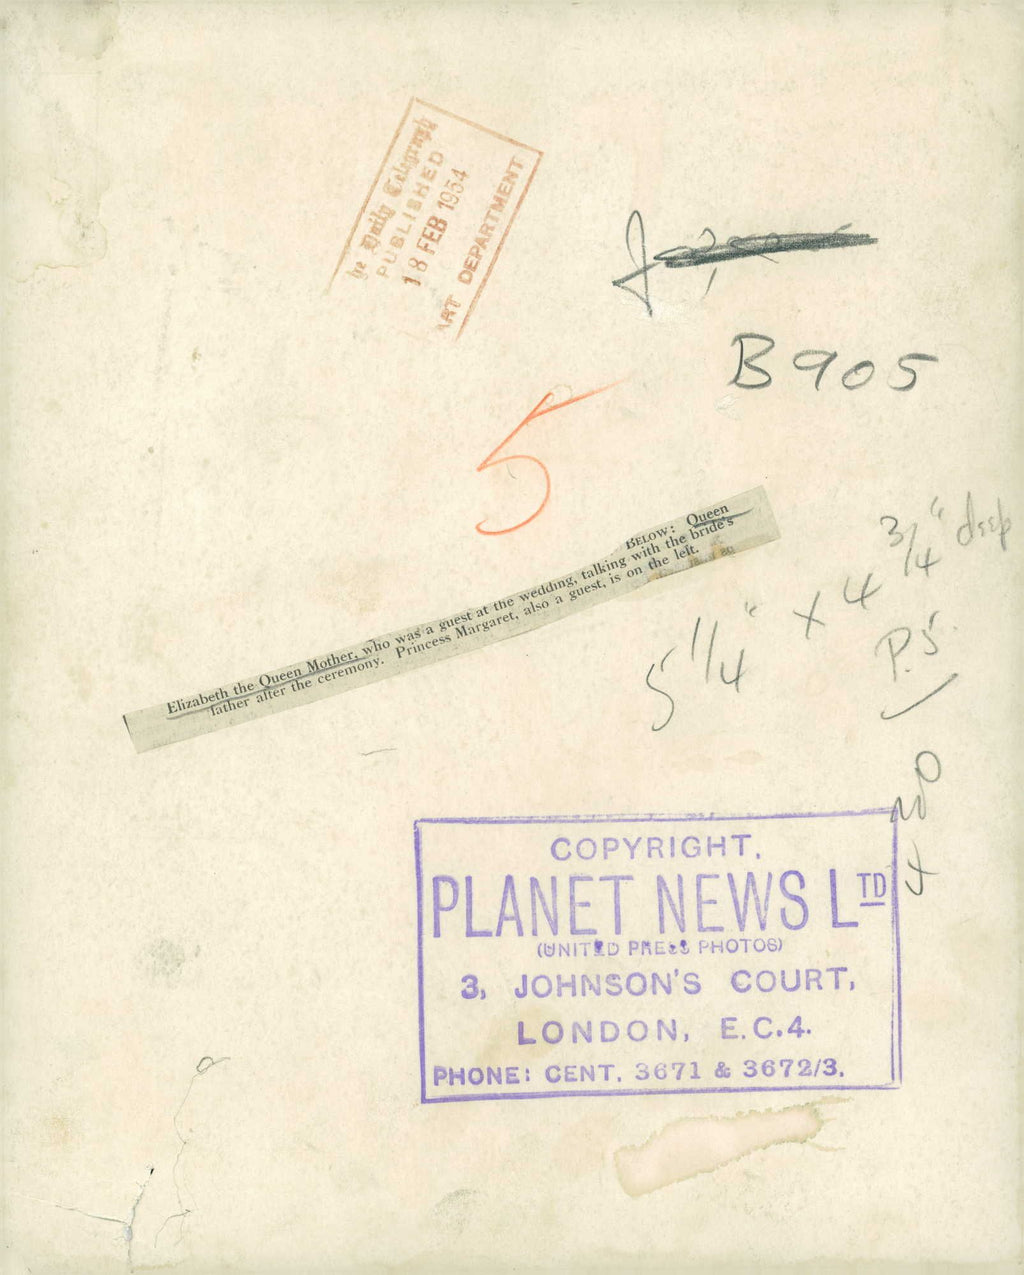 he Daily Telegraph
PUBLISHED
18 FEB 1954
ART DEPARTMENT
B905
5
BELOW: Queen
Elizabeth the Queen Mother, who was a guest at the wedding, talking with the bride's
father after the ceremony. Princess Margaret, also a guest, is on the left.
5 1/4" x 4 3/4" deep
P.5
COPYRIGHT.
PLANET NEWS LTD
(UNITED PRESS PHOTOS)
3, JOHNSON'S COURT,
LONDON, E.C.4.
PHONE: CENT. 3671 & 3672/3.